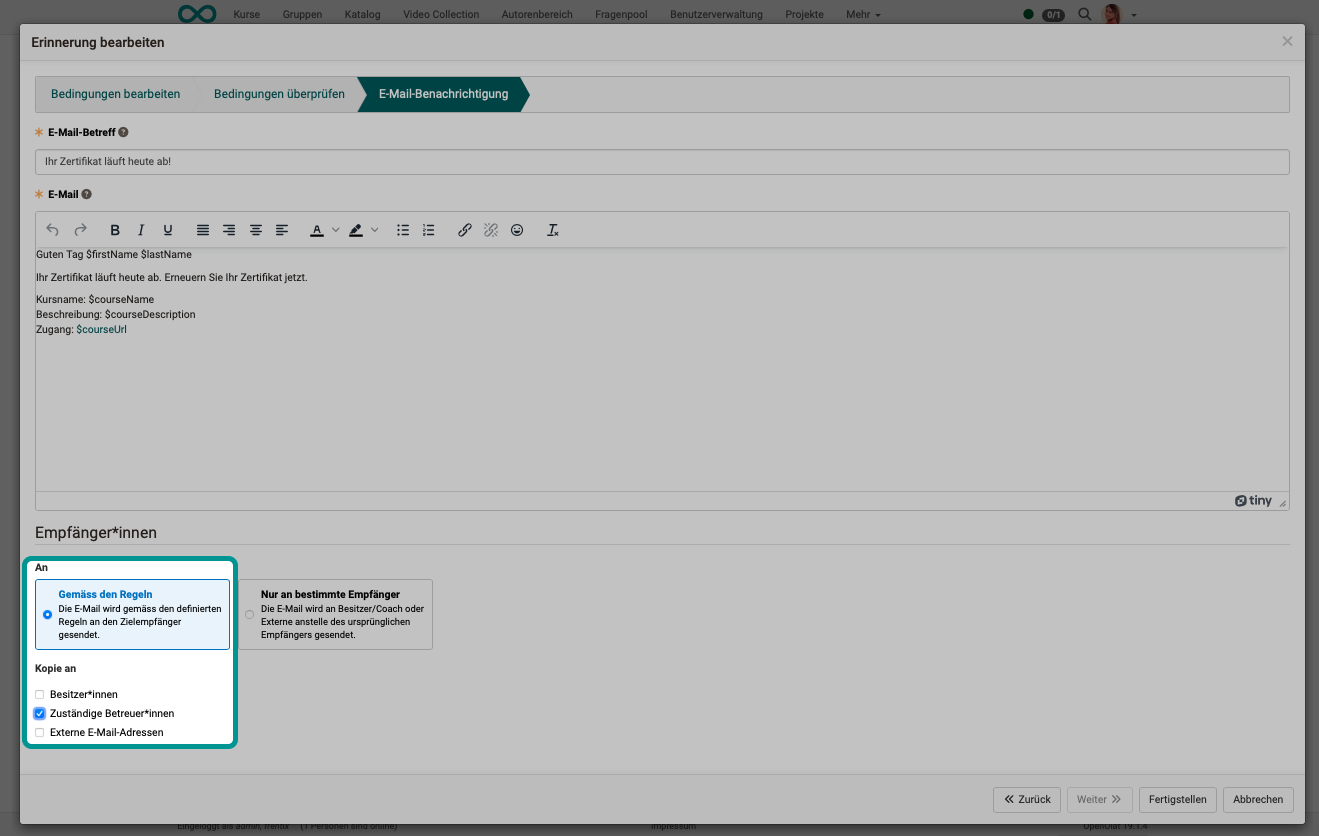 Kurse Gruppen Katalog Video Collection Autorenbereich Fragenpool Benutzerverwaltung Projekte Mehr 0/1
Erinnerung bearbeiten
Bedingungen bearbeiten Bedingungen überprüfen E-Mail-Benachrichtigung
E-Mail-Betreff
Ihr Zertifikat läuft heute ab!
E-Mail
Guten Tag $firstName $lastName
Ihr Zertifikat läuft heute ab. Erneuern Sie Ihr Zertifikat jetzt.
Kursname: $courseName
Beschreibung: $courseDescription
Zugang: $courseUrl
tiny
Empfänger*innen
An
Gemäss den Regeln
Die E-Mail wird gemäss den definierten
Regeln an den Zielempfänger
gesendet.
Nur an bestimmte Empfänger
Die E-Mail wird an Besitzer/Coach oder
Externe anstelle des ursprünglichen
Empfängers gesendet.
Kopie an
Besitzer*innen
Zuständige Betreuer*innen
Externe E-Mail-Adressen
Zurück Weiter Fertigstellen Abbrechen
Eingeloggt als admin, frentix (1 Personen sind online) Impressum OpenOlat 19.1.4